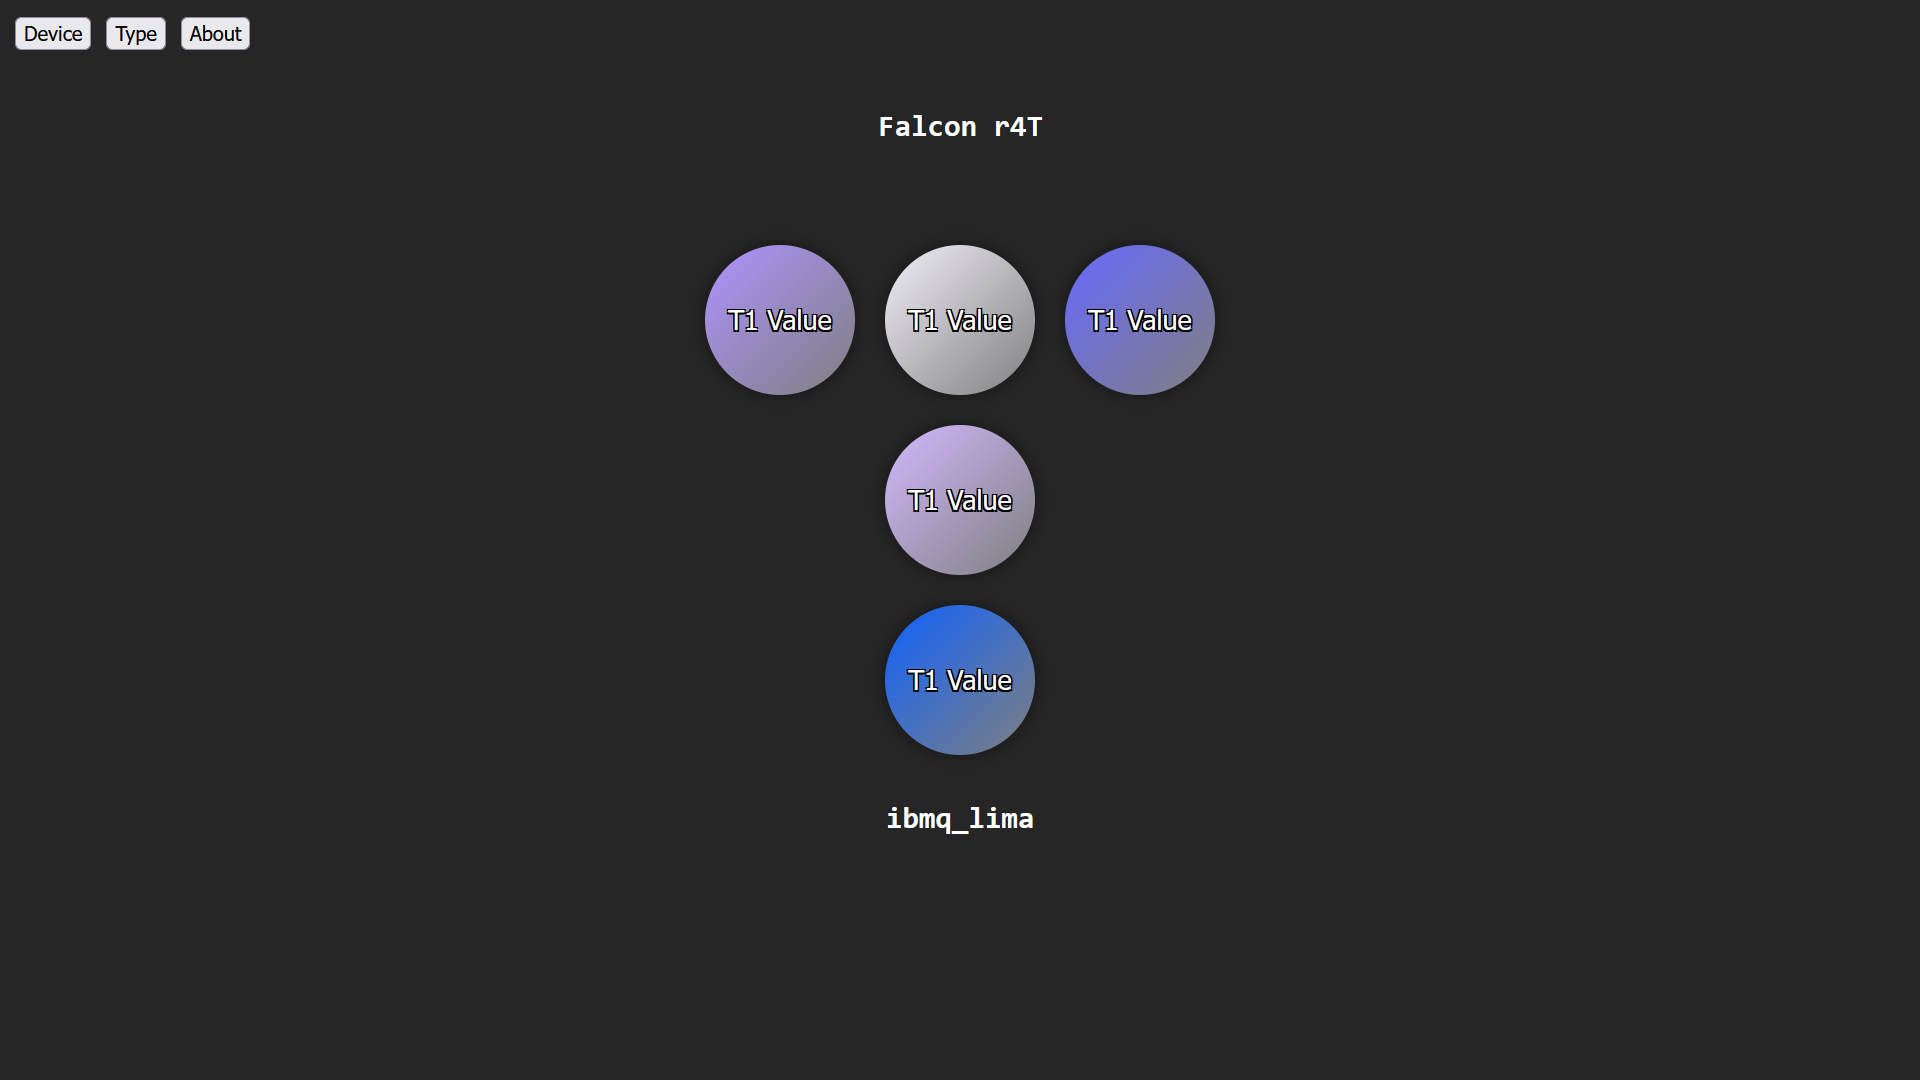 Device Type About
Falcon r4T
T1 Value T1 Value T1 Value
T1 Value
T1 Value
ibmq_lima